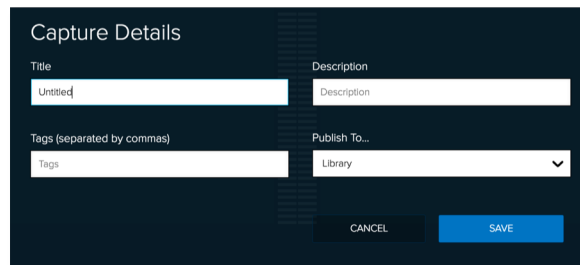 Capture Details
Title
Description
Untitled
Description
Tags (separated by commas)
Publish To...
Tags
Library
CANCEL
SAVE